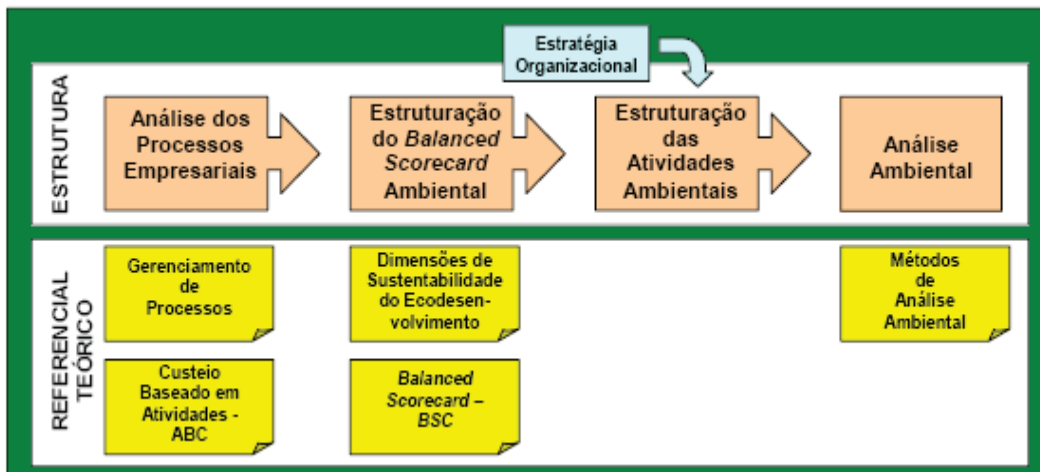 Estratégia
Organizacional
ESTRUTURA
Análise dos
Processos
Empresariais
Estruturação
do Balanced
Scorecard
Ambiental
Estruturação
das
Atividades
Ambientais
Análise
Ambiental
REFERENCIAL
TEÓRICO
Gerenciamento
de
Processos
Dimensões de
Sustentabilidade
do Ecodesen-
volvimento
Métodos
de
Análise
Ambiental
Custeio
Baseado em
Atividades -
ABC
Balanced
Scorecard –
BSC